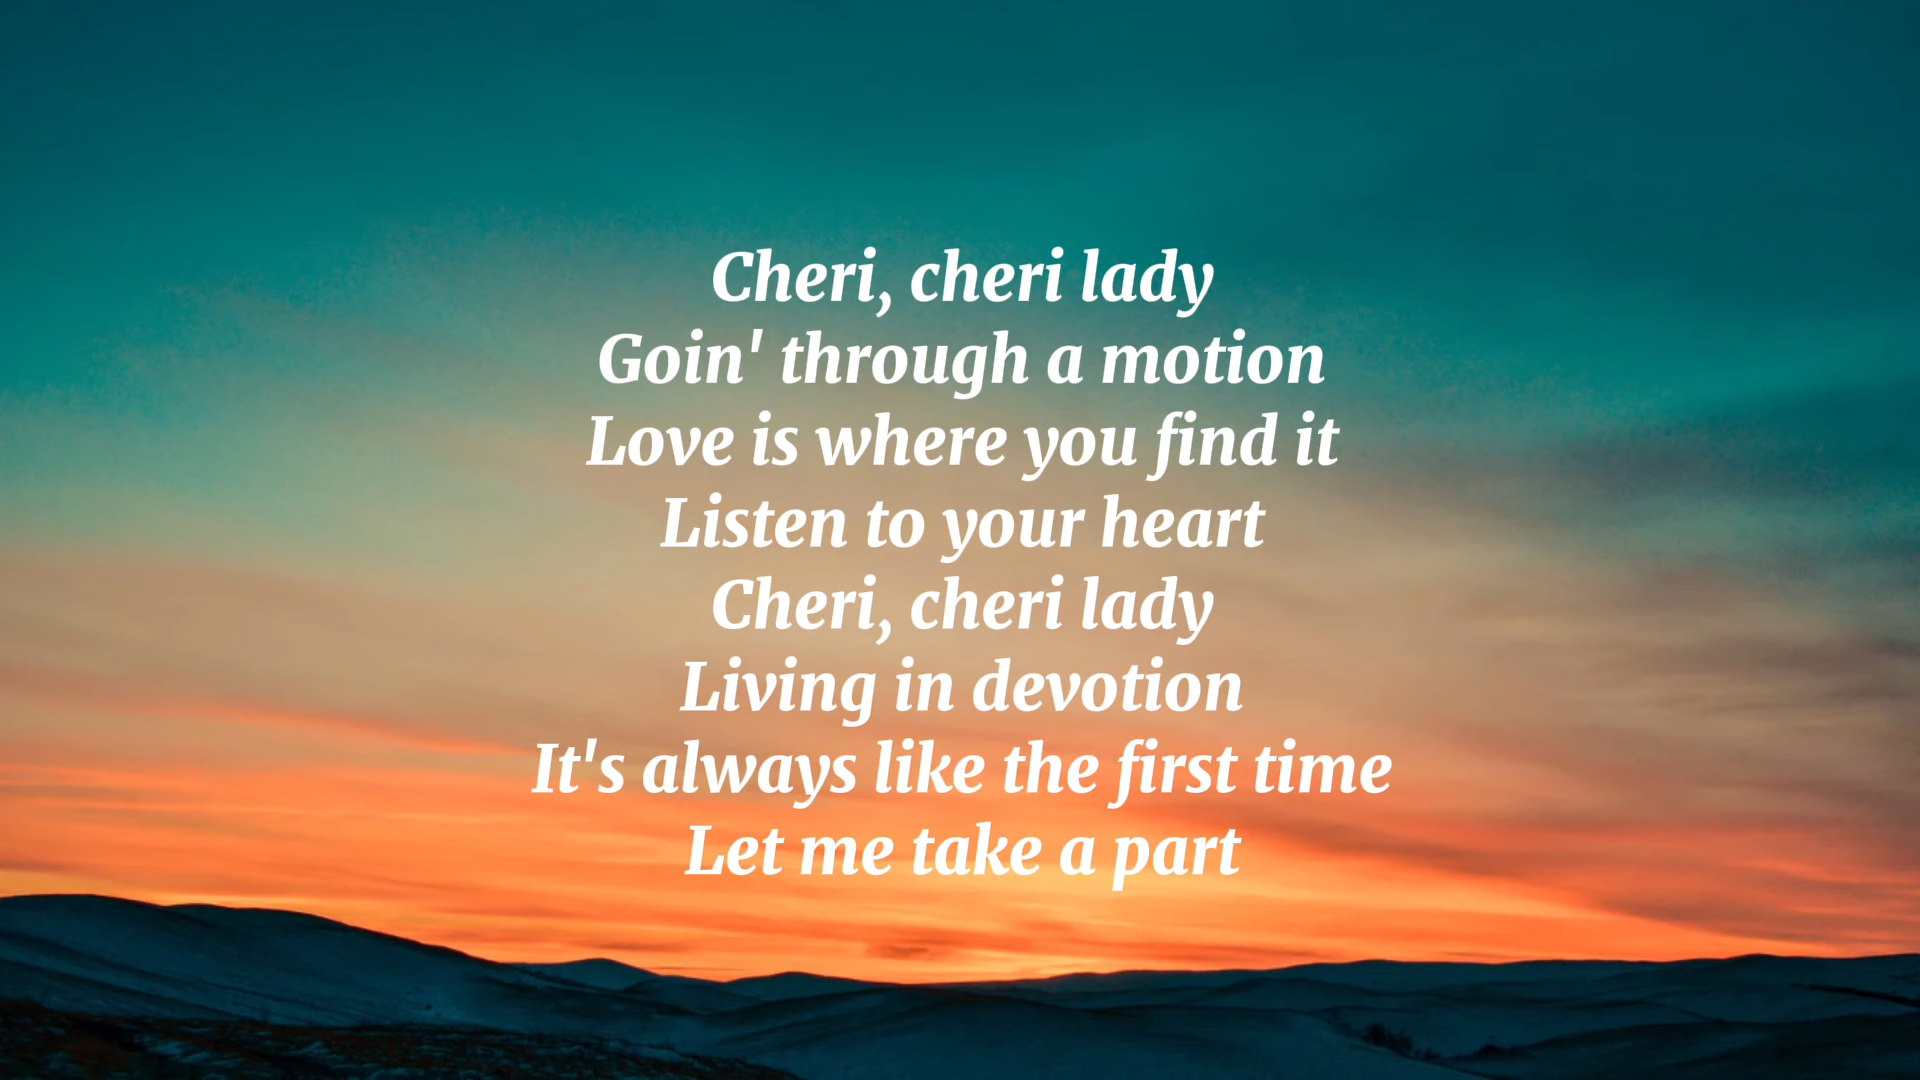 Cheri, cheri lady
Goin' through a motion
Love is where you find it
Listen to your heart
Cheri, cheri lady
Living in devotion
It's always like the first time
Let me take a part